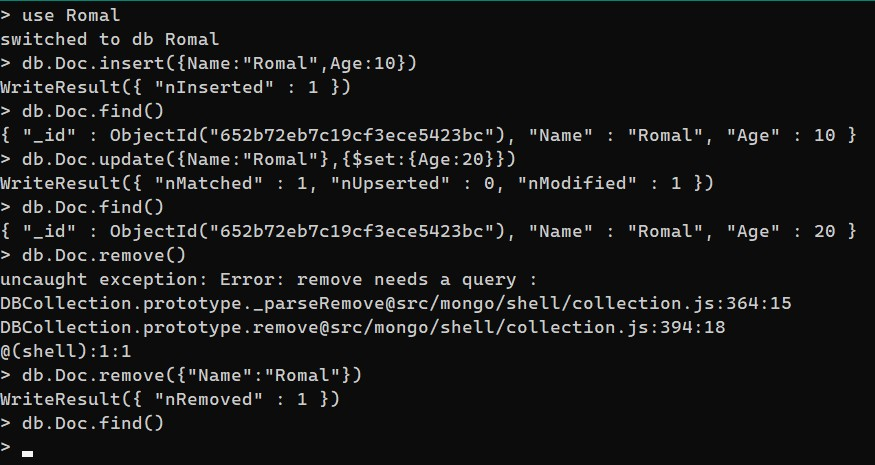 > use Romal
switched to db Romal
> db.Doc.insert({Name:"Romal",Age:10})
WriteResult({ "nInserted" : 1 })
> db.Doc.find()
{ "_id" : ObjectId("652b72eb7c19cf3ece5423bc"), "Name" : "Romal", "Age" : 10 }
> db.Doc.update({Name:"Romal"},{$set:{Age:20}})
WriteResult({ "nMatched" : 1, "nUpserted" : 0, "nModified" : 1 })
> db.Doc.find()
{ "_id" : ObjectId("652b72eb7c19cf3ece5423bc"), "Name" : "Romal", "Age" : 20 }
> db.Doc.remove()
uncaught exception: Error: remove needs a query :
DBCollection.prototype._parseRemove@src/mongo/shell/collection.js:364:15
DBCollection.prototype.remove@src/mongo/shell/collection.js:394:18
@(shell):1:1
> db.Doc.remove({"Name":"Romal"})
WriteResult({ "nRemoved" : 1 })
> db.Doc.find()
>